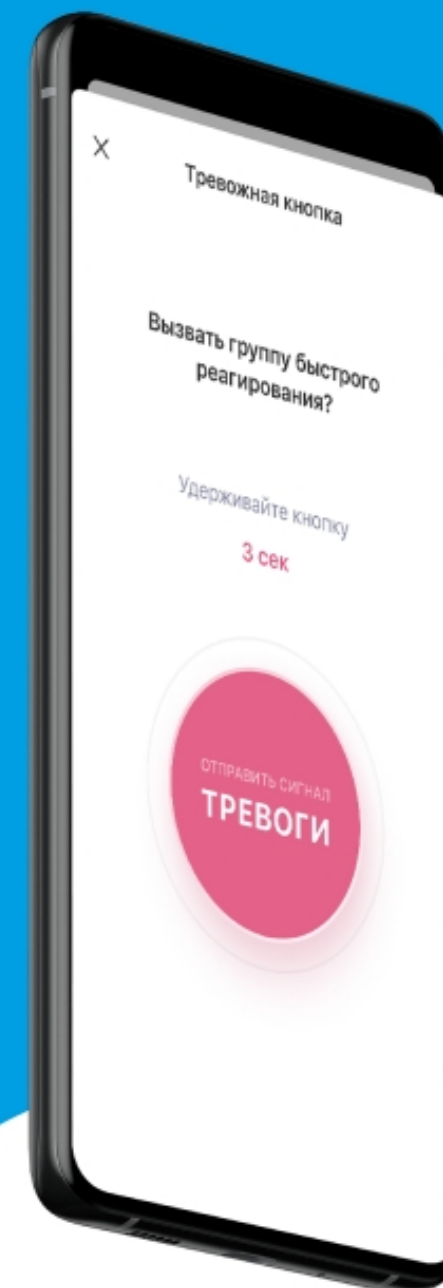 Тревожная кнопка
Вызвать группу быстрого
реагирования?
Удерживайте кнопку
3 сек
ОТПРАВИТЬ СИГНАЛ
ТРЕВОГИ